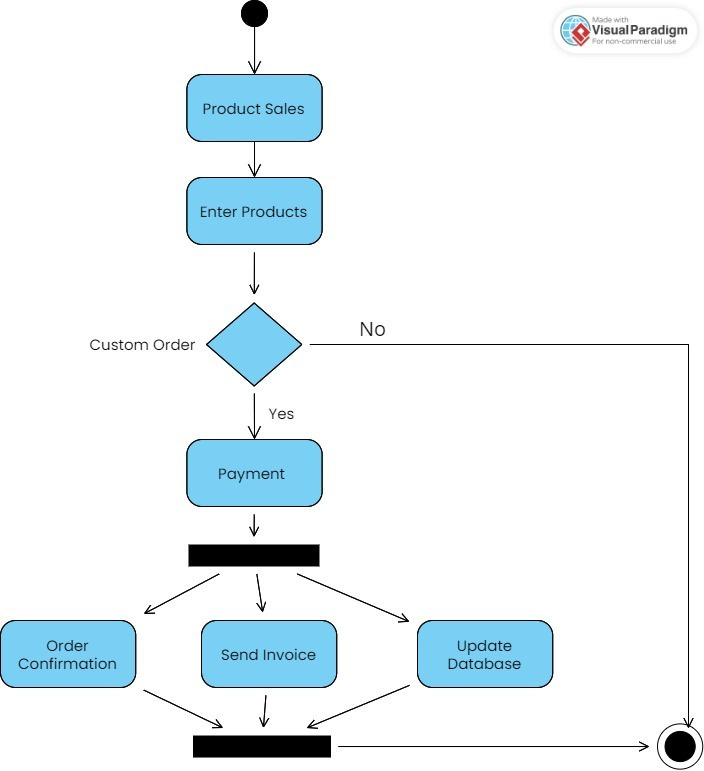 Made with
Visual Paradigm
For non-commercial use
Product Sales
Enter Products
No
Custom Order
Yes
Payment
Order
Confirmation
Send Invoice
Update
Database